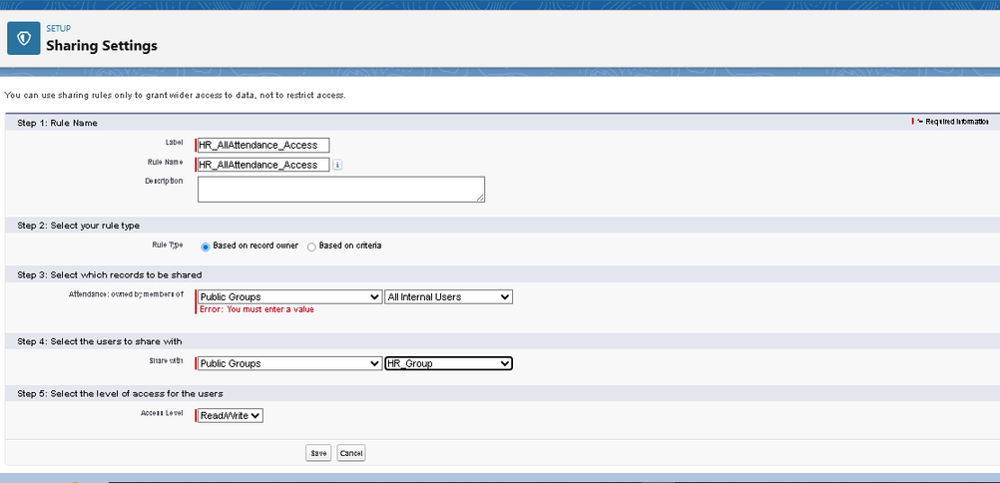 SETUP
Sharing Settings
You can use sharing rules only to grant wider access to data, not to restrict access.
Step 1: Rule Name
= Required Information
Label HR_AllAttendance_Access
Rule Name HR_AllAttendance_Access i
Description
Step 2: Select your rule type
Rule Type Based on record owner Based on criteria
Step 3: Select which records to be shared
Attendance: owned by members of Public Groups All Internal Users
Error: You must enter a value
Step 4: Select the users to share with
Share with Public Groups HR_Group
Step 5: Select the level of access for the users
Access Level Read/Write
Save Cancel